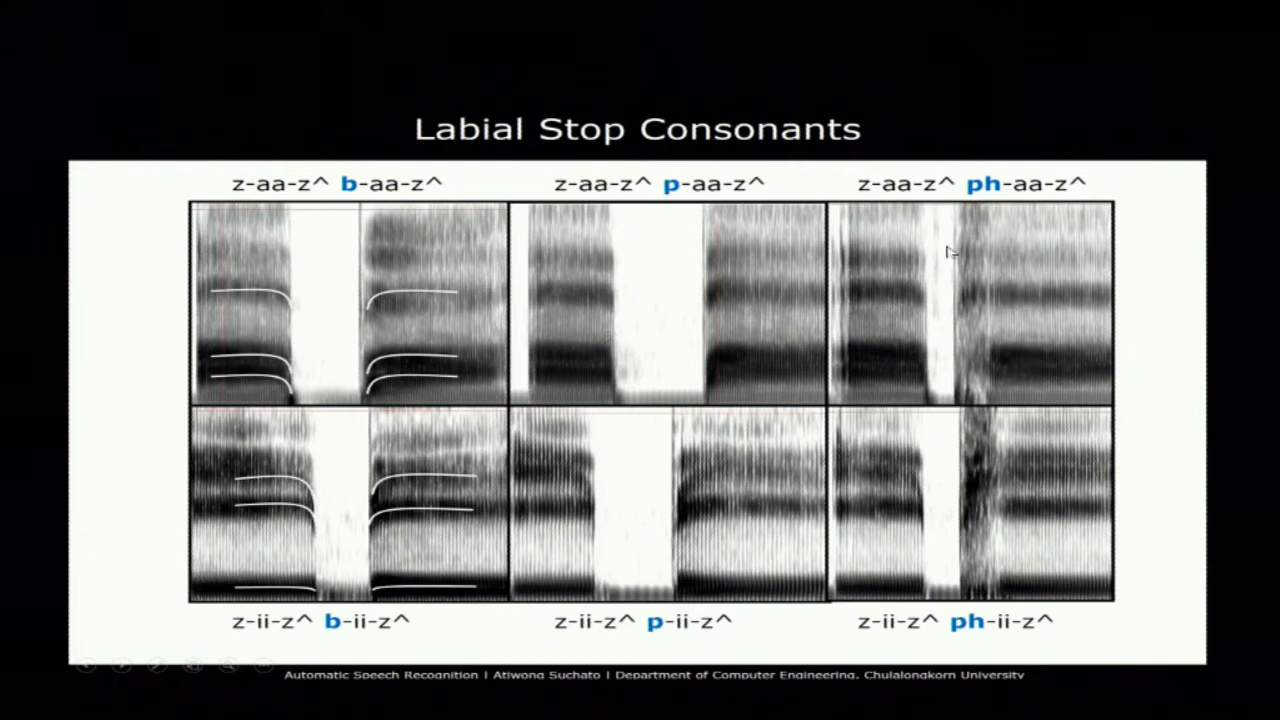 Labial Stop Consonants
z-aa-z^ b-aa-z^
z-aa-z^ p-aa-z^
z-aa-z^ ph-aa-z^
z-ii-z^ b-ii-z^
z-ii-z^ p-ii-z^
z-ii-z^ ph-ii-z^
Automatic Speech Recognition | Atiwong Suchato | Department of Computer Engineering, Chulalongkorn University